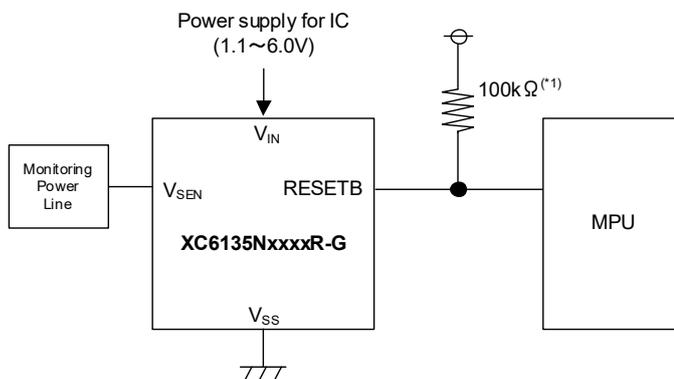 Power supply for IC
(1.1～6.0V)
100kΩ(*1)
VIN
Monitoring
Power
Line
VSEN
RESETB
MPU
XC6135NxxxxR-G
VSS